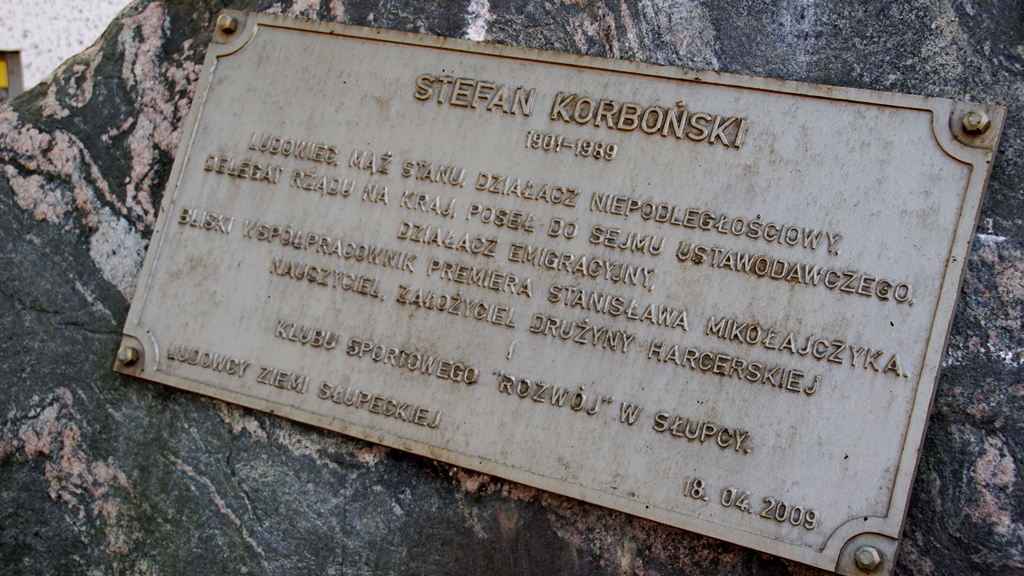 STEFAN KORBOŃSKI
1901-1989
LUDOWIEC, MĄŻ STANU, DZIAŁACZ NIEPODLEGŁOŚCIOWY,
DELEGAT RZĄDU NA KRAJ, POSEŁ DO SEJMU USTAWODAWCZEGO,
DZIAŁACZ EMIGRACYJNY,
BLISKI WSPÓŁPRACOWNIK PREMIERA STANISŁAWA MIKOŁAJCZYKA.
NAUCZYCIEL, ZAŁOŻYCIEL DRUŻYNY HARCERSKIEJ
I
KLUBU SPORTOWEGO "ROZWÓJ" W SŁUPCY.
LUDOWCY ZIEMI SŁUPECKIEJ
18. 04. 2009